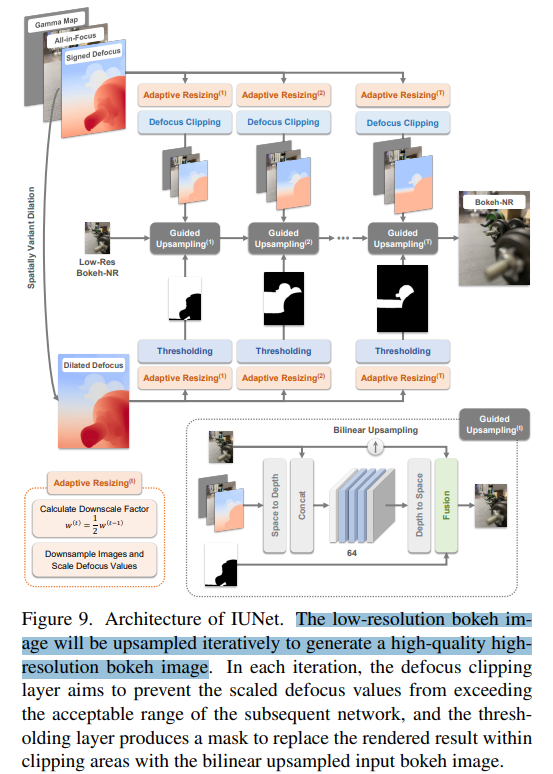 Gamma Map
All-in-Focus
Signed Defocus
Adaptive Resizing(1)
Adaptive Resizing(2)
Adaptive Resizing(T)
Defocus Clipping
Defocus Clipping
Defocus Clipping
Spatially Variant Dilation
Low-Res
Bokeh-NR
Guided
Upsampling(1)
Guided
Upsampling(2)
...
Guided
Upsampling(T)
Bokeh-NR
Thresholding
Thresholding
Thresholding
Adaptive Resizing(1)
Adaptive Resizing(2)
Adaptive Resizing(T)
Dilated Defocus
Guided
Upsampling(t)
Bilinear Upsampling
Space to Depth
Concat
64
Depth to Space
Fusion
Adaptive Resizing(t)
Calculate Downscale Factor
w^(t) = 1/2 w^(t−1)
Downsample Images and
Scale Defocus Values
Figure 9. Architecture of IUNet. The low-resolution bokeh im-
age will be upsampled iteratively to generate a high-quality high-
resolution bokeh image. In each iteration, the defocus clipping
layer aims to prevent the scaled defocus values from exceeding
the acceptable range of the subsequent network, and the thresh-
olding layer produces a mask to replace the rendered result within
clipping areas with the bilinear upsampled input bokeh image.